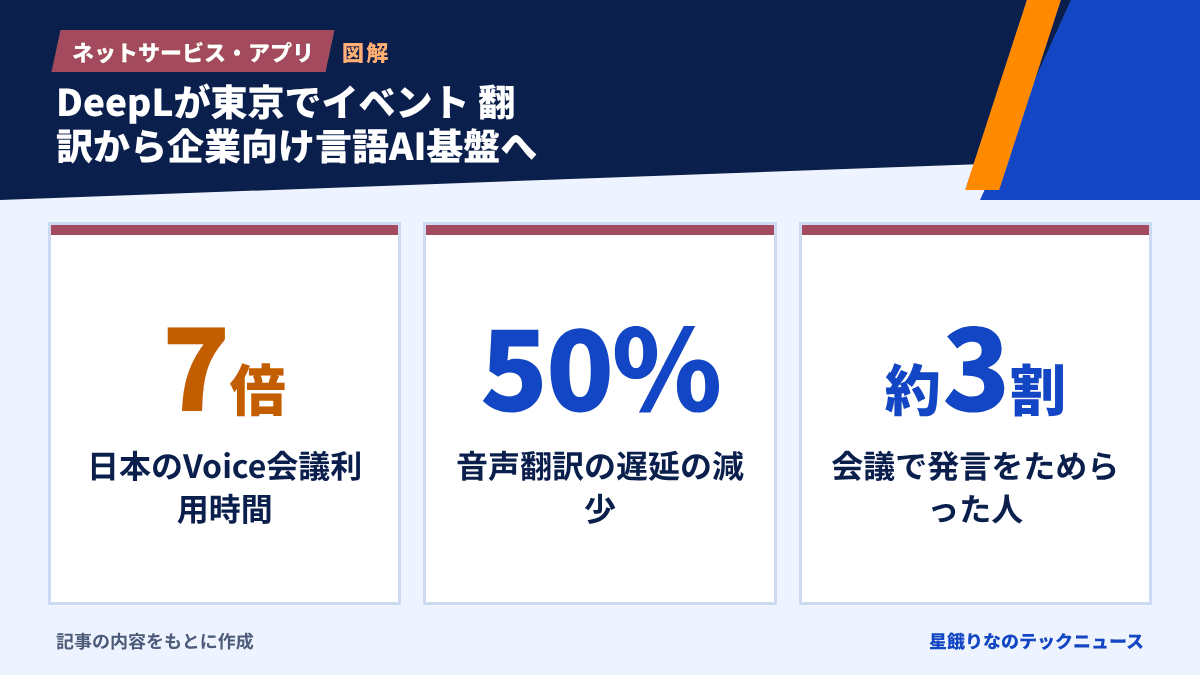 ネットサービス・アプリ 図解
DeepLが東京でイベント 翻
訳から企業向け言語AI基盤へ
7倍
日本のVoice会議利
用時間
50%
音声翻訳の遅延の減
少
約3割
会議で発言をためら
った人
記事の内容をもとに作成
星餓りなのテックニュース